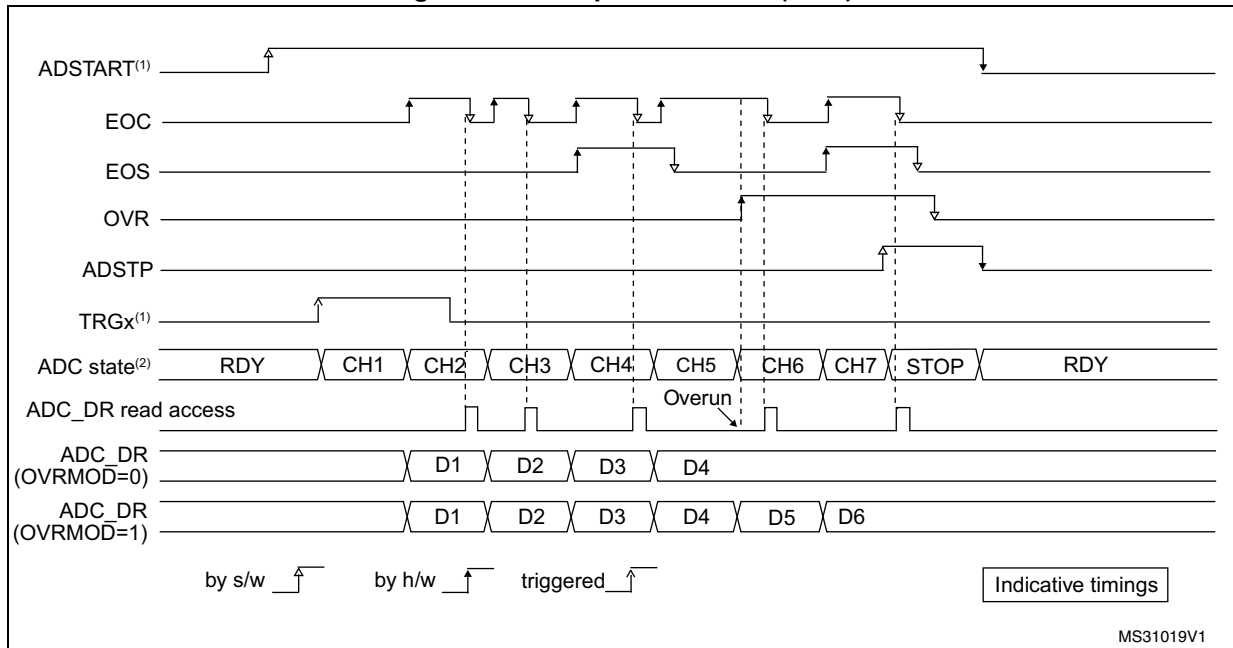 ADSTART(1)
EOC
EOS
OVR
ADSTP
TRGx(1)
ADC state(2) RDY CH1 CH2 CH3 CH4 CH5 CH6 CH7 STOP RDY
ADC_DR read access
Overun
ADC_DR
(OVRMOD=0)
D1 D2 D3 D4
ADC_DR
(OVRMOD=1)
D1 D2 D3 D4 D5 D6
by s/w by h/w triggered
Indicative timings
MS31019V1